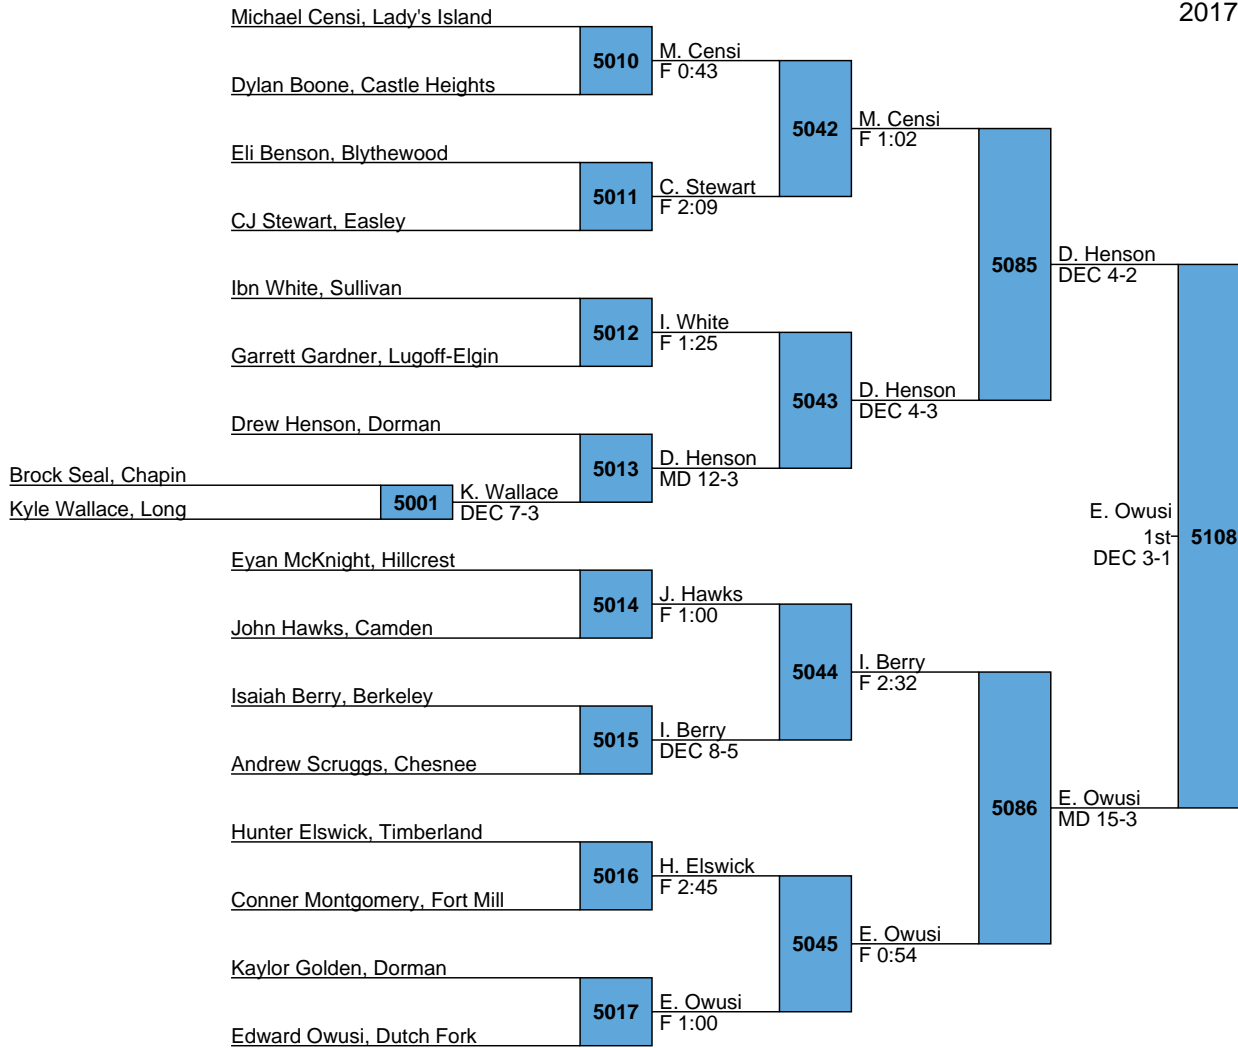 2017
Michael Censi, Lady's Island
5010
M. Censi
F 0:43
Dylan Boone, Castle Heights
5042
M. Censi
F 1:02
Eli Benson, Blythewood
5011
C. Stewart
F 2:09
CJ Stewart, Easley
5085
D. Henson
DEC 4-2
Ibn White, Sullivan
5012
I. White
F 1:25
Garrett Gardner, Lugoff-Elgin
5043
D. Henson
DEC 4-3
Drew Henson, Dorman
5013
D. Henson
MD 12-3
Brock Seal, Chapin
5001
K. Wallace
DEC 7-3
Kyle Wallace, Long
E. Owusi
1st
DEC 3-1
5108
Eyan McKnight, Hillcrest
5014
J. Hawks
F 1:00
John Hawks, Camden
5044
I. Berry
F 2:32
Isaiah Berry, Berkeley
5015
I. Berry
DEC 8-5
Andrew Scruggs, Chesnee
5086
E. Owusi
MD 15-3
Hunter Elswick, Timberland
5016
H. Elswick
F 2:45
Conner Montgomery, Fort Mill
5045
E. Owusi
F 0:54
Kaylor Golden, Dorman
5017
E. Owusi
F 1:00
Edward Owusi, Dutch Fork